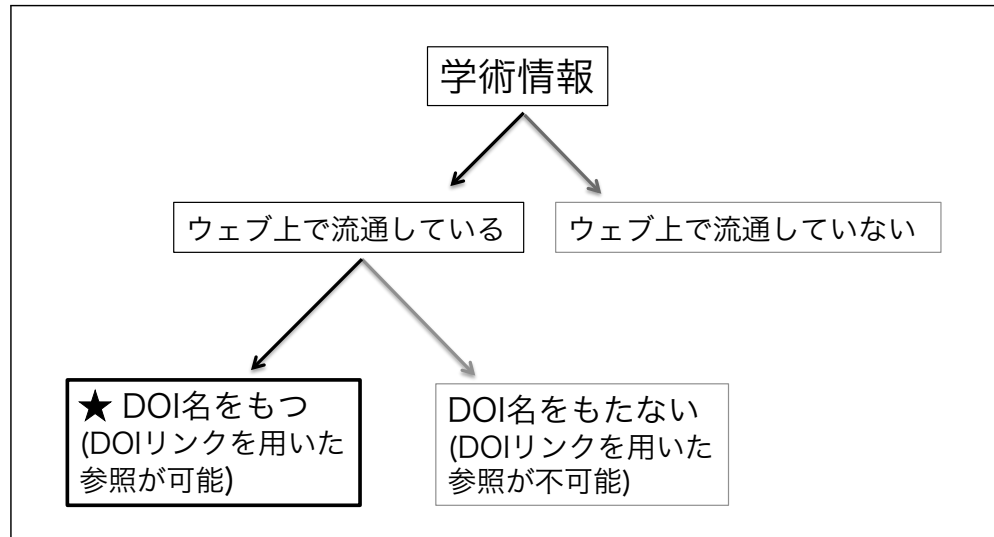 学術情報
ウェブ上で流通している
ウェブ上で流通していない
★ DOI名をもつ
(DOIリンクを用いた
参照が可能)
DOI名をもたない
(DOIリンクを用いた
参照が不可能)